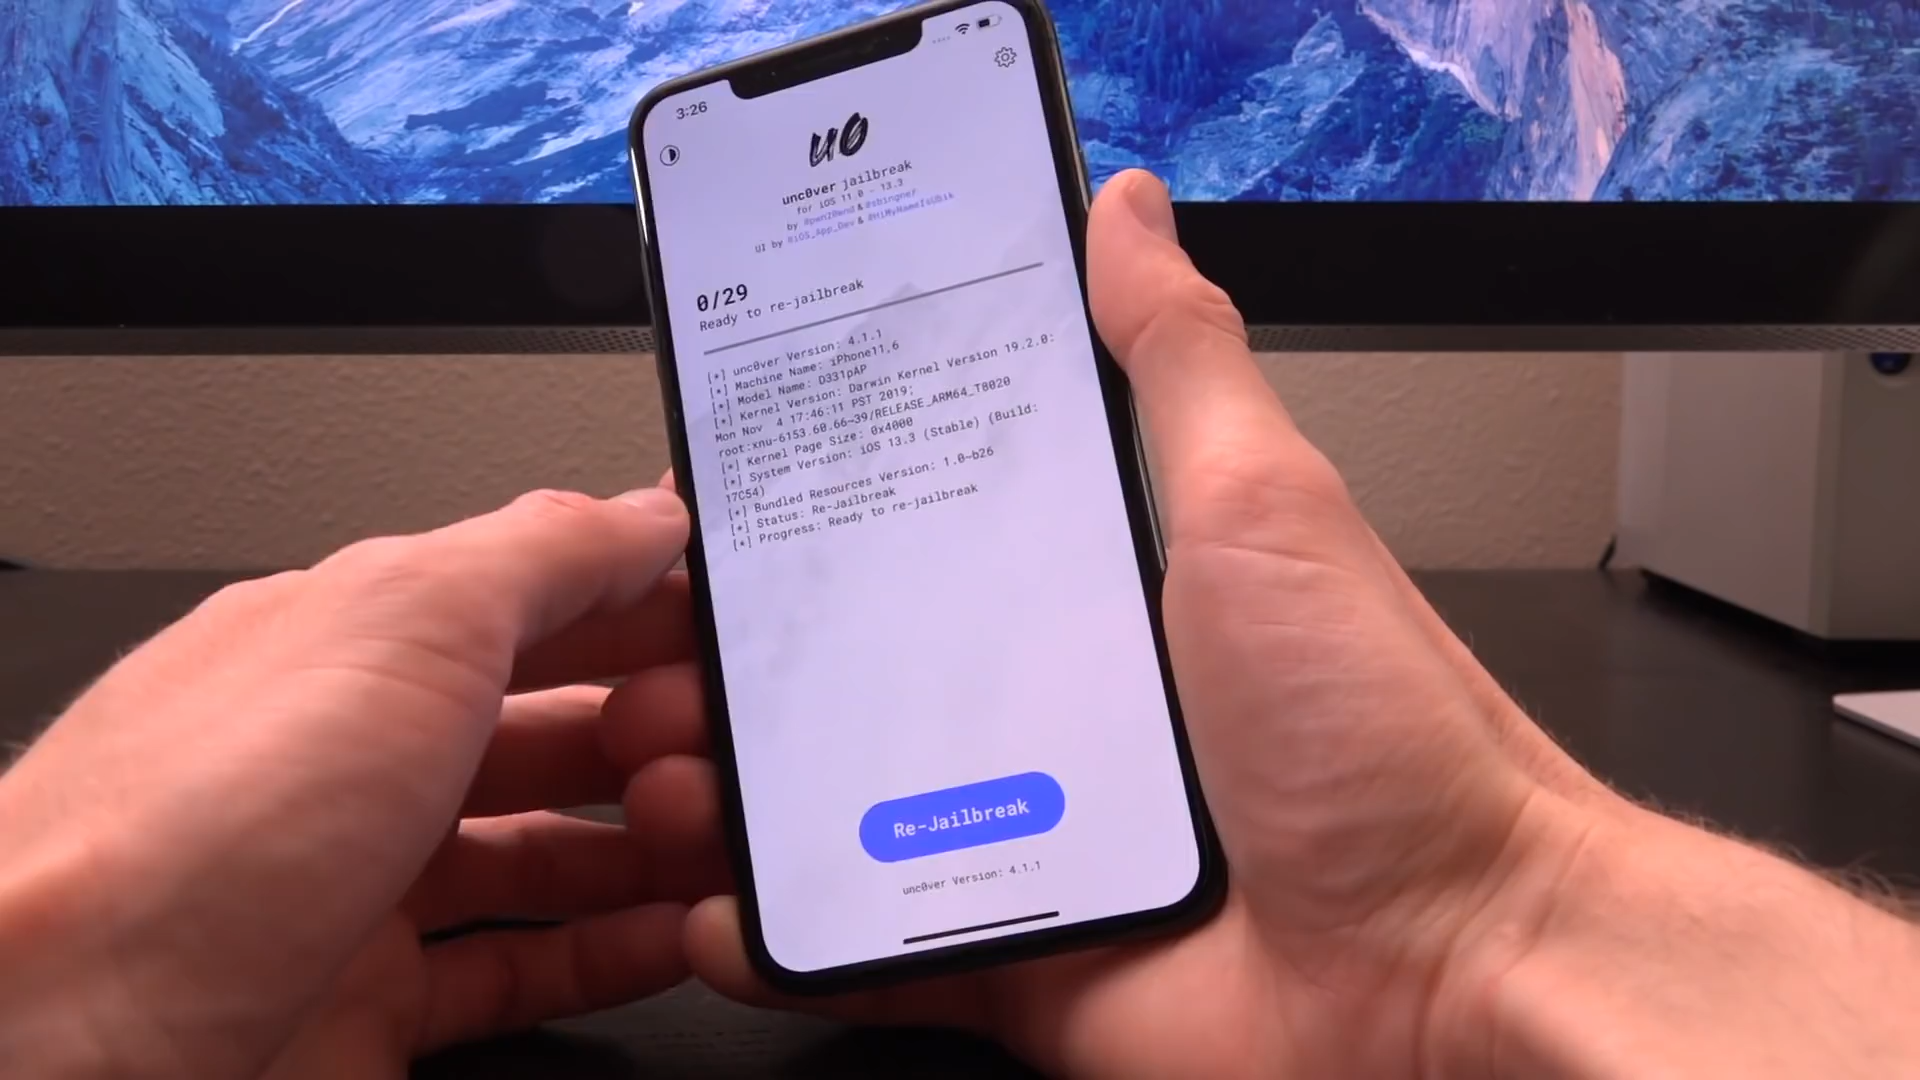 3:26
u0
unc0ver jailbreak
for iOS 11.0 - 13.3
by @pwn20wnd & @sbingner
UI by @iOS_App_Dev & @HiMyNameIsUbik
0/29
Ready to re-jailbreak
[*] unc0ver Version: 4.1.1
[*] Machine Name: iPhone11,6
[*] Model Name: D331pAP
[*] Kernel Version: Darwin Kernel Version 19.2.0:
Mon Nov 4 17:46:11 PST 2019;
root:xnu-6153.60.66~39/RELEASE_ARM64_T8020
[*] Kernel Page Size: 0x4000
[*] System Version: iOS 13.3 (Stable) (Build:
17C54)
[*] Bundled Resources Version: 1.0~b26
[*] Status: Re-Jailbreak
[*] Progress: Ready to re-jailbreak
Re-Jailbreak
unc0ver Version: 4.1.1